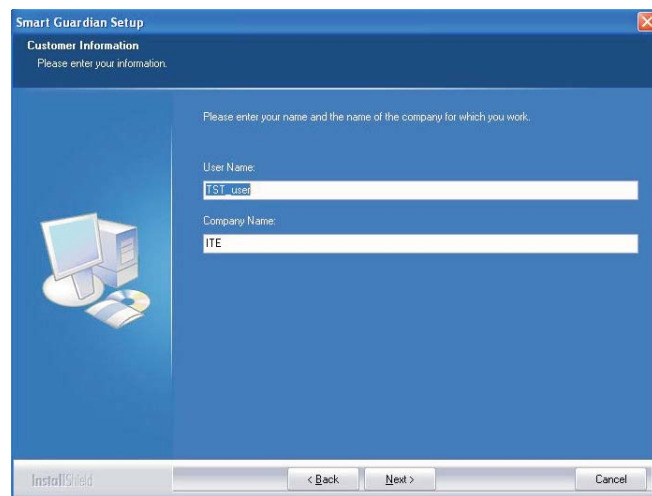 Smart Guardian Setup
Customer Information
Please enter your information.
Please enter your name and the name of the company for which you work.
User Name:
TST_user
Company Name:
ITE
InstallShield
< Back
Next >
Cancel